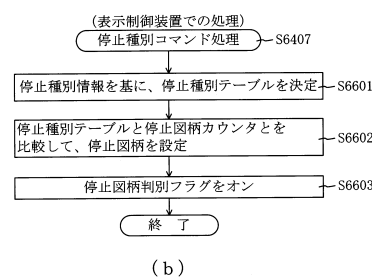 (表示制御装置での処理)
停止種別コマンド処理 S6407
停止種別情報を基に、停止種別テーブルを決定 S6601
停止種別テーブルと停止図柄カウンタとを
比較して、停止図柄を設定 S6602
停止図柄判別フラグをオン S6603
終 了
(b)